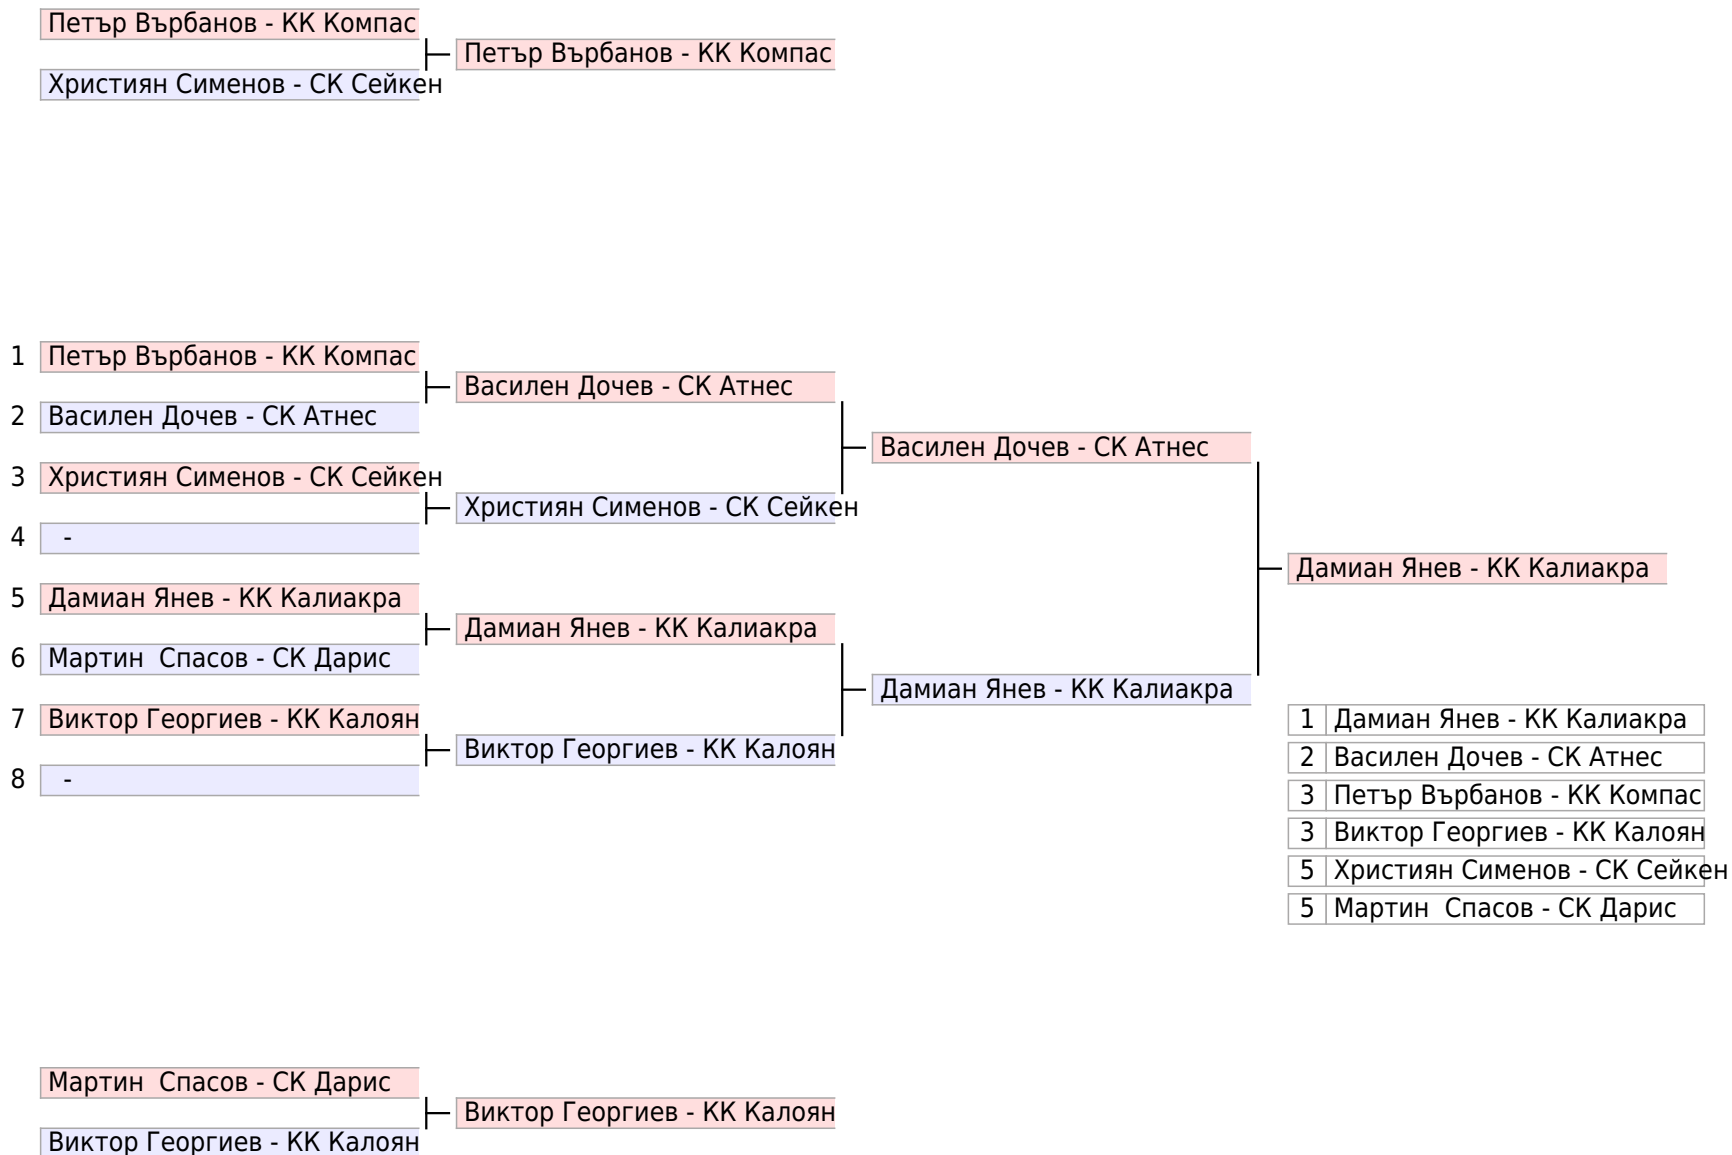 Петър Върбанов - КК Компас
Петър Върбанов - КК Компас
Християн Сименов - СК Сейкен
1 Петър Върбанов - КК Компас
Василен Дочев - СК Атнес
2 Василен Дочев - СК Атнес
Василен Дочев - СК Атнес
3 Християн Сименов - СК Сейкен
Християн Сименов - СК Сейкен
4 -
Дамиан Янев - КК Калиакра
5 Дамиан Янев - КК Калиакра
Дамиан Янев - КК Калиакра
6 Мартин  Спасов - СК Дарис
Дамиан Янев - КК Калиакра
7 Виктор Георгиев - КК Калоян
Виктор Георгиев - КК Калоян
8 -
1 Дамиан Янев - КК Калиакра
2 Василен Дочев - СК Атнес
3 Петър Върбанов - КК Компас
3 Виктор Георгиев - КК Калоян
5 Християн Сименов - СК Сейкен
5 Мартин  Спасов - СК Дарис
Мартин  Спасов - СК Дарис
Виктор Георгиев - КК Калоян
Виктор Георгиев - КК Калоян